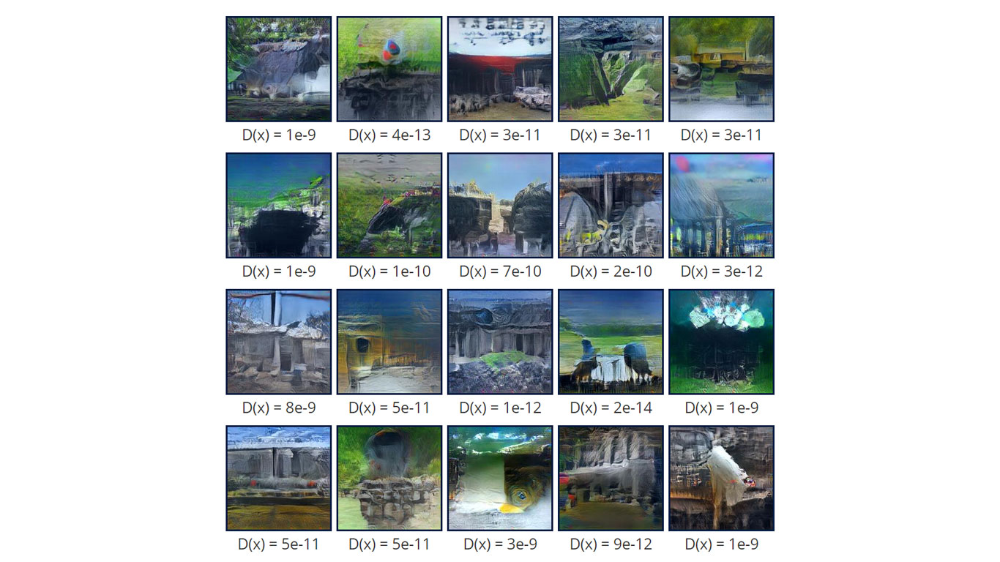 D(x) = 1e-9 D(x) = 4e-13 D(x) = 3e-11 D(x) = 3e-11 D(x) = 3e-11
D(x) = 1e-9 D(x) = 1e-10 D(x) = 7e-10 D(x) = 2e-10 D(x) = 3e-12
D(x) = 8e-9 D(x) = 5e-11 D(x) = 1e-12 D(x) = 2e-14 D(x) = 1e-9
D(x) = 5e-11 D(x) = 5e-11 D(x) = 3e-9 D(x) = 9e-12 D(x) = 1e-9